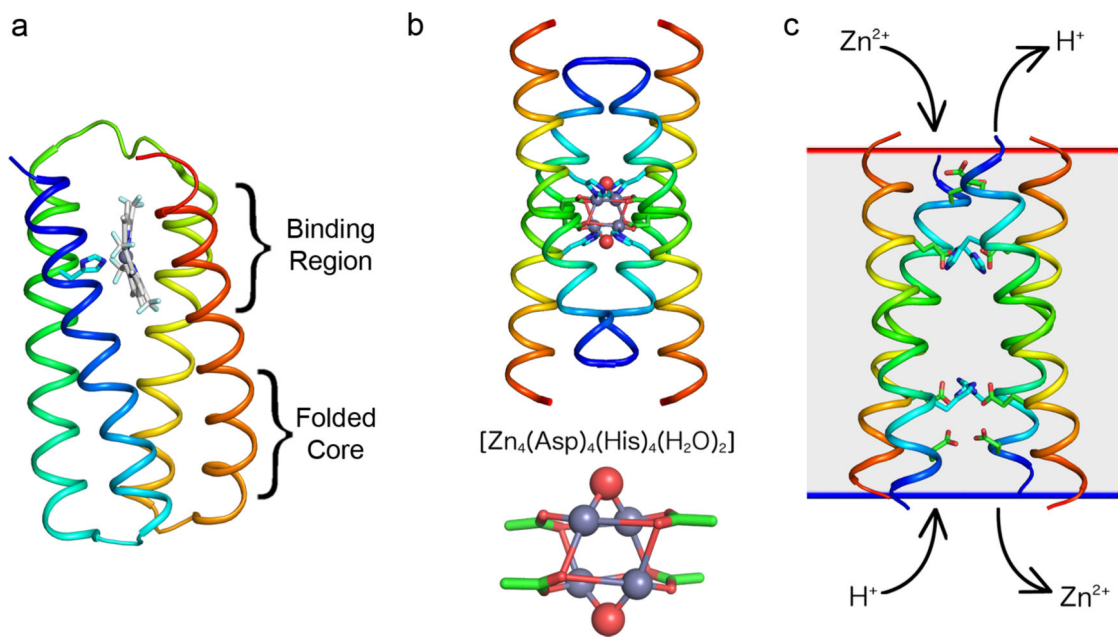 a
Binding
Region
Folded
Core
b
[Zn₄(Asp)₄(His)₄(H₂O)₂]
c
Zn²⁺
H⁺
H⁺
Zn²⁺